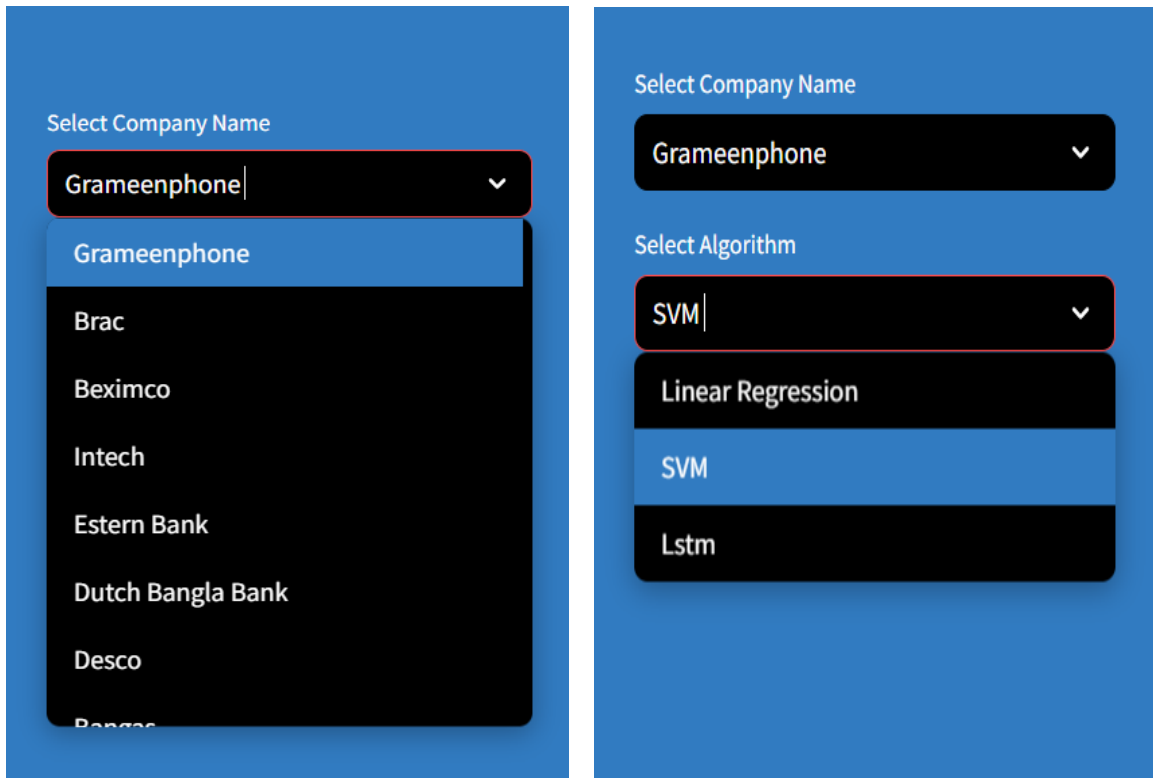 Select Company Name
Grameenphone
Grameenphone
Brac
Beximco
Intech
Estern Bank
Dutch Bangla Bank
Desco
Bangas
Select Company Name
Grameenphone
Select Algorithm
SVM
Linear Regression
SVM
Lstm